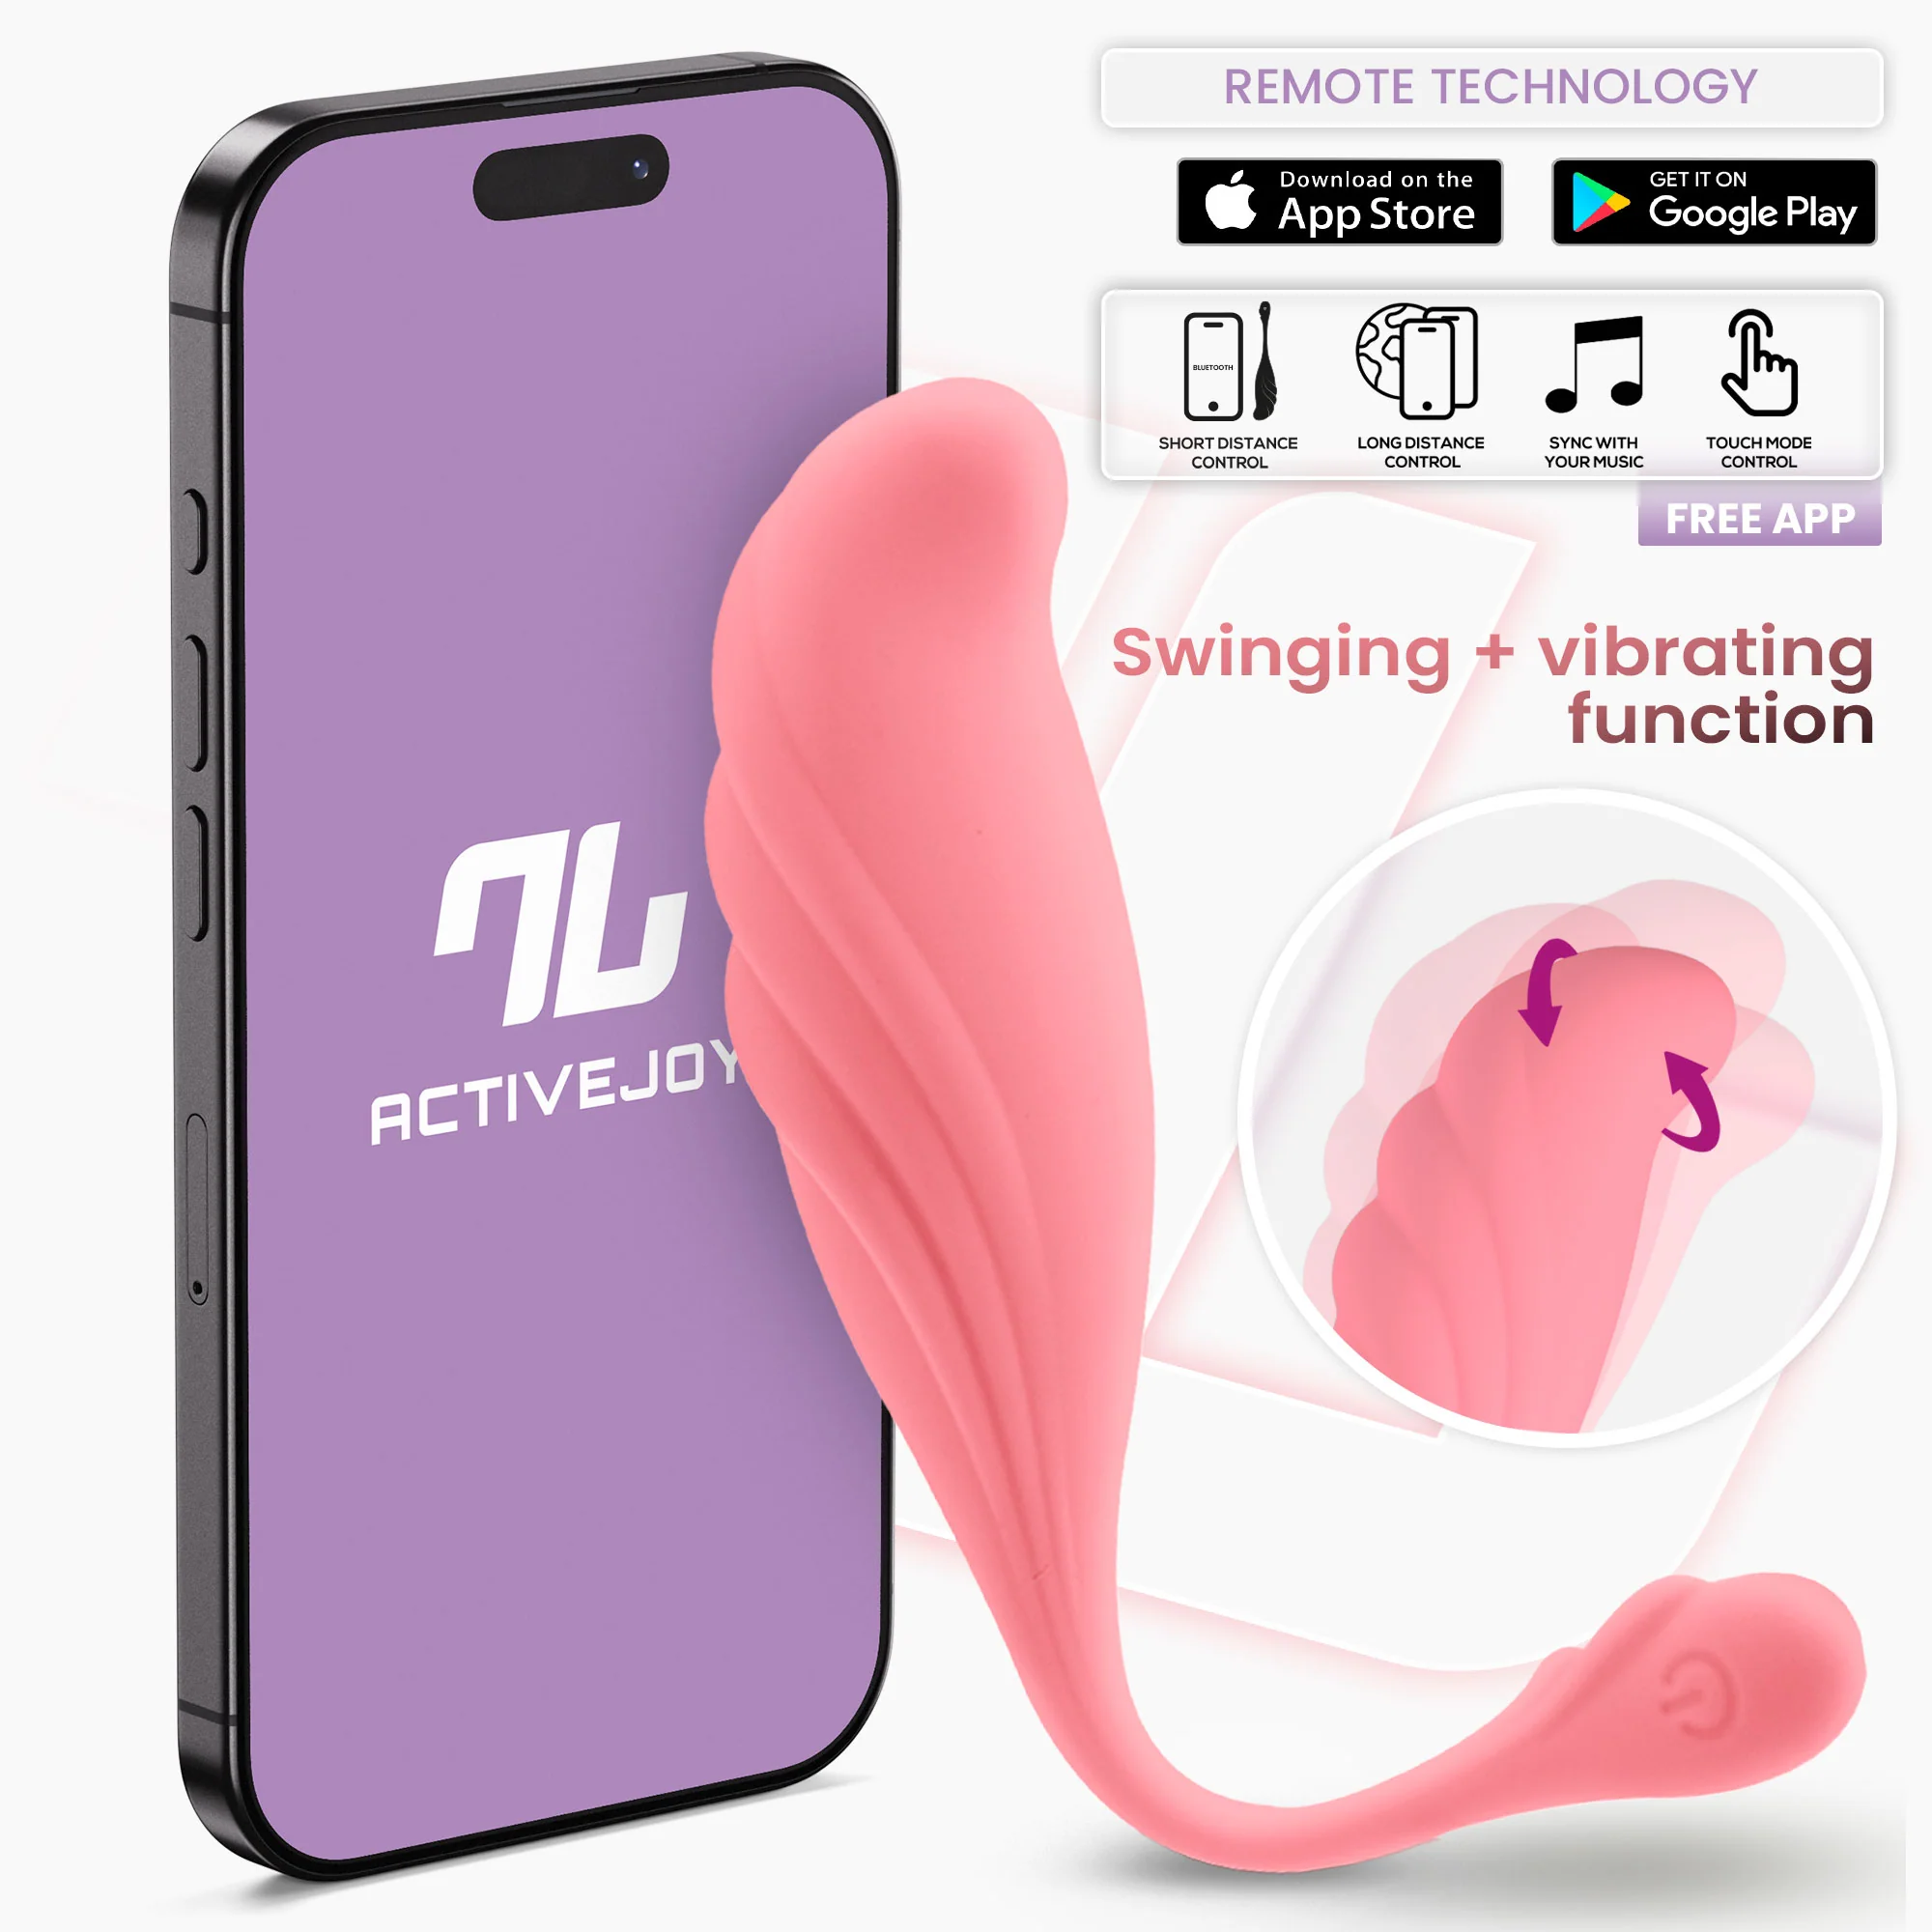 REMOTE TECHNOLOGY
Download on the
App Store
GET IT ON
Google Play
BLUETOOTH
SHORT DISTANCE
CONTROL
LONG DISTANCE
CONTROL
SYNC WITH
YOUR MUSIC
TOUCH MODE
CONTROL
FREE APP
Swinging + vibrating
function
ACTIVEJOY